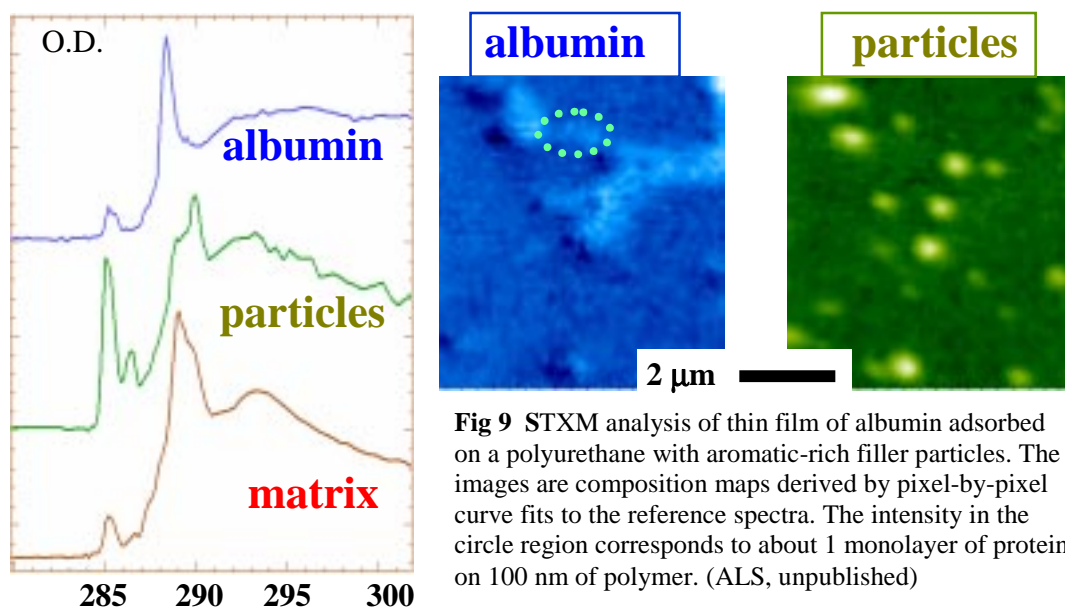 O.D.
albumin
particles
matrix
285 290 295 300
albumin
particles
2 μm
Fig 9 STXM analysis of thin film of albumin adsorbed
on a polyurethane with aromatic-rich filler particles. The
images are composition maps derived by pixel-by-pixel
curve fits to the reference spectra. The intensity in the
circle region corresponds to about 1 monolayer of protein
on 100 nm of polymer. (ALS, unpublished)